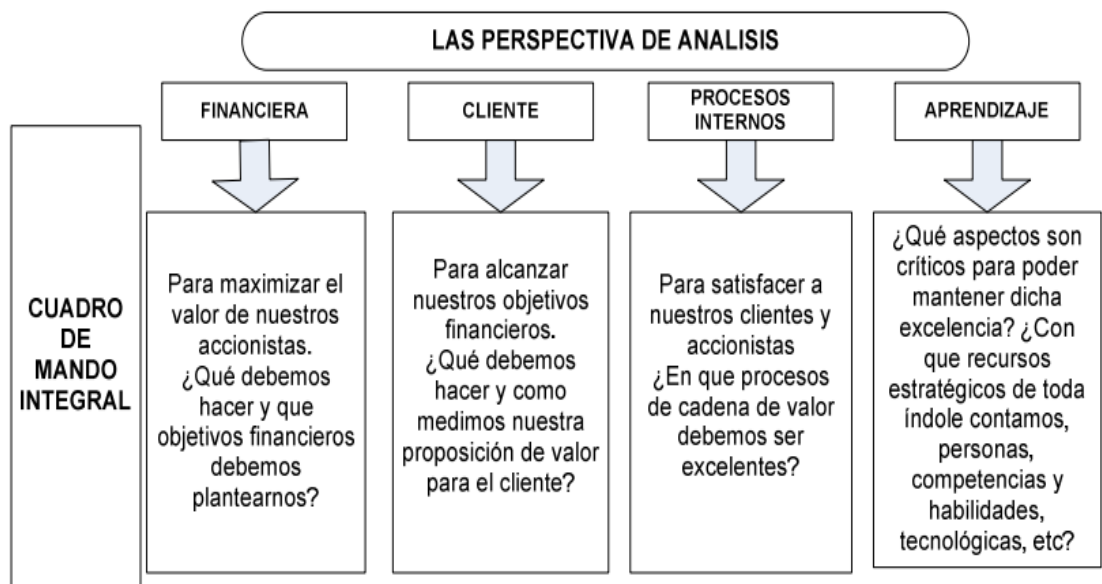 LAS PERSPECTIVA DE ANALISIS
FINANCIERA
CLIENTE
PROCESOS
INTERNOS
APRENDIZAJE
CUADRO
DE
MANDO
INTEGRAL
Para maximizar el
valor de nuestros
accionistas.
¿Qué debemos
hacer y que
objetivos financieros
debemos
plantearnos?
Para alcanzar
nuestros objetivos
financieros.
¿Qué debemos
hacer y como
medimos nuestra
proposición de valor
para el cliente?
Para satisfacer a
nuestros clientes y
accionistas
¿En que procesos
de cadena de valor
debemos ser
excelentes?
¿Qué aspectos son
críticos para poder
mantener dicha
excelencia? ¿Con
que recursos
estratégicos de toda
índole contamos,
personas,
competencias y
habilidades,
tecnológicas, etc?